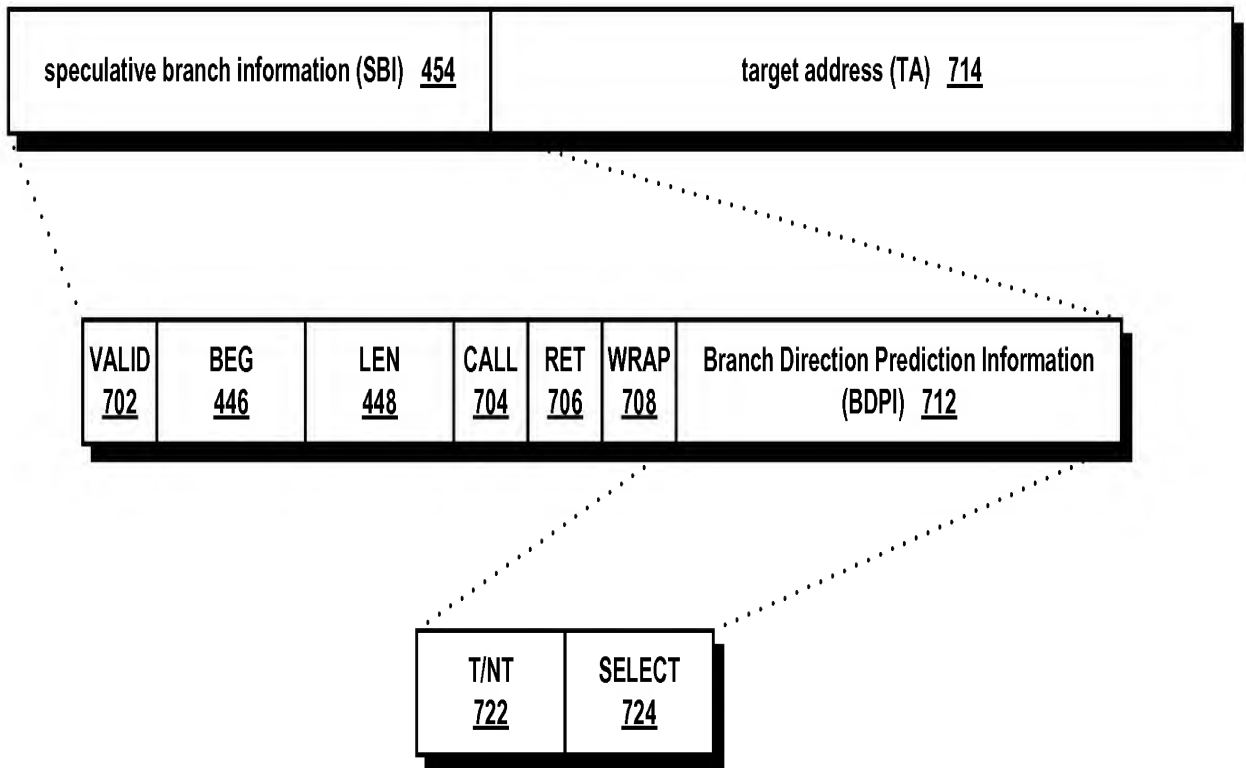 speculative branch information (SBI) 454
target address (TA) 714
VALID
702
BEG
446
LEN
448
CALL
704
RET
706
WRAP
708
Branch Direction Prediction Information
(BDPI) 712
T/NT
722
SELECT
724